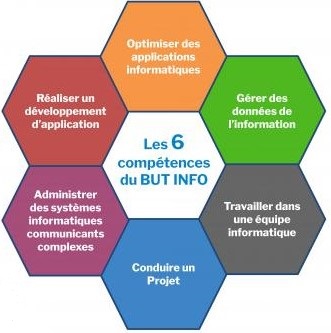 Optimiser des
applications
informatiques
Réaliser un
développement
d'application
Gérer des
données de
l'information
Les 6
compétences
du BUT INFO
Administrer
des systèmes
informatiques
communicants
complexes
Travailler dans
une équipe
informatique
Conduire un
Projet